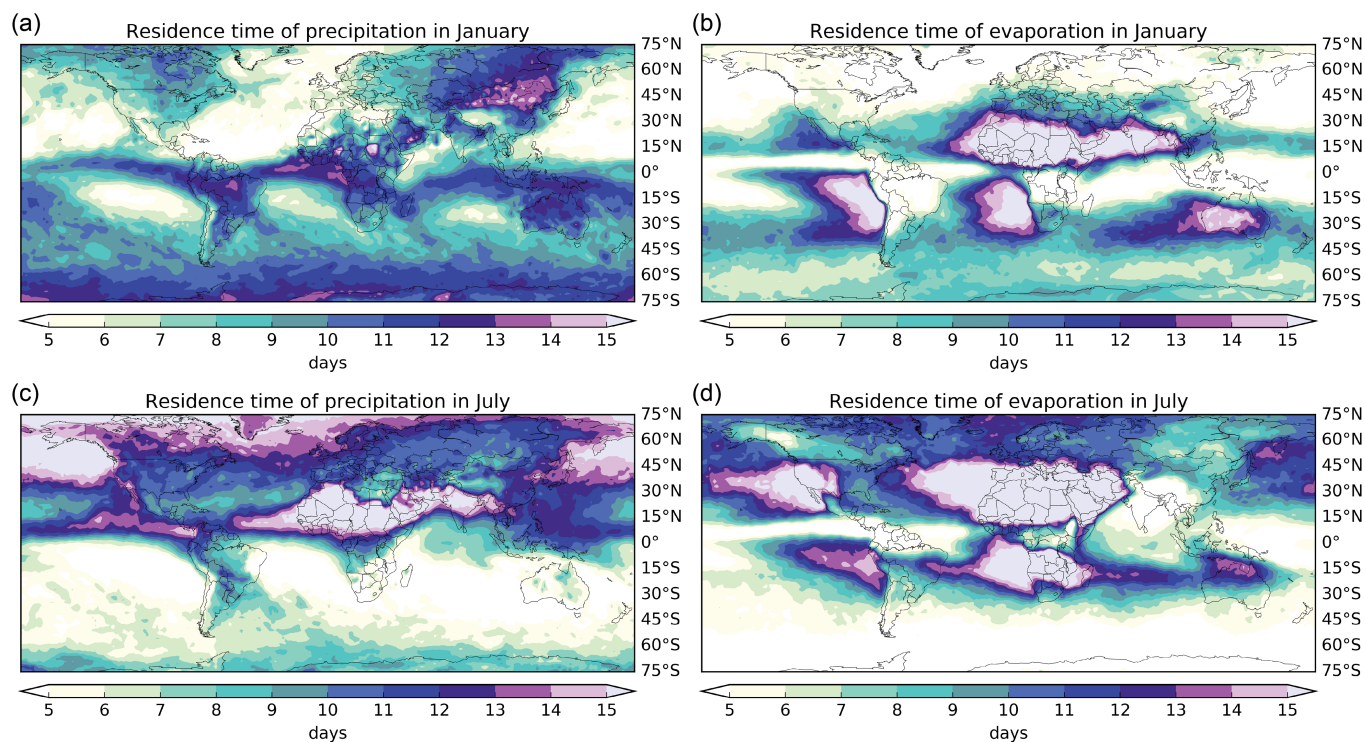 (a)
Residence time of precipitation in January
75°N
60°N
45°N
30°N
15°N
0°
15°S
30°S
45°S
60°S
75°S
5 6 7 8 9 10 11 12 13 14 15
days
(b)
Residence time of evaporation in January
75°N
60°N
45°N
30°N
15°N
0°
15°S
30°S
45°S
60°S
75°S
5 6 7 8 9 10 11 12 13 14 15
days
(c)
Residence time of precipitation in July
75°N
60°N
45°N
30°N
15°N
0°
15°S
30°S
45°S
60°S
75°S
5 6 7 8 9 10 11 12 13 14 15
days
(d)
Residence time of evaporation in July
75°N
60°N
45°N
30°N
15°N
0°
15°S
30°S
45°S
60°S
75°S
5 6 7 8 9 10 11 12 13 14 15
days